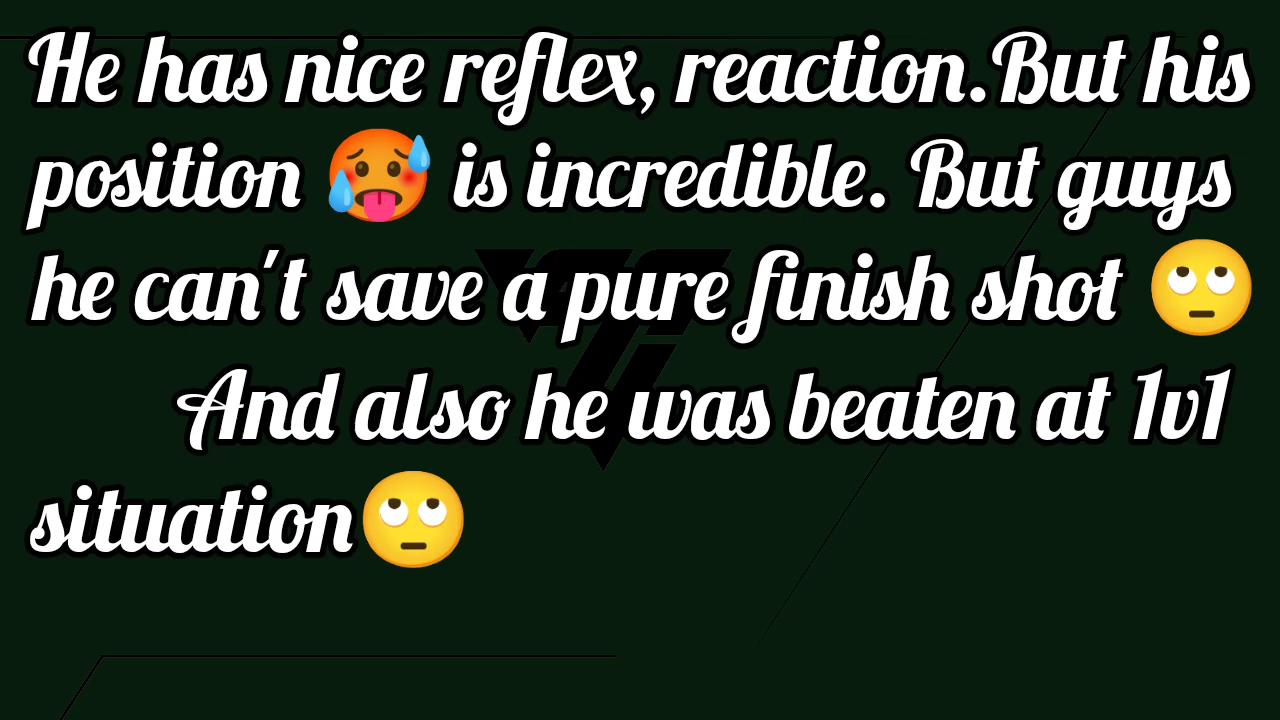 He has nice reflex, reaction.But his
position 🥵 is incredible. But guys
he can't save a pure finish shot 🙄
And also he was beaten at 1v1
situation🙄